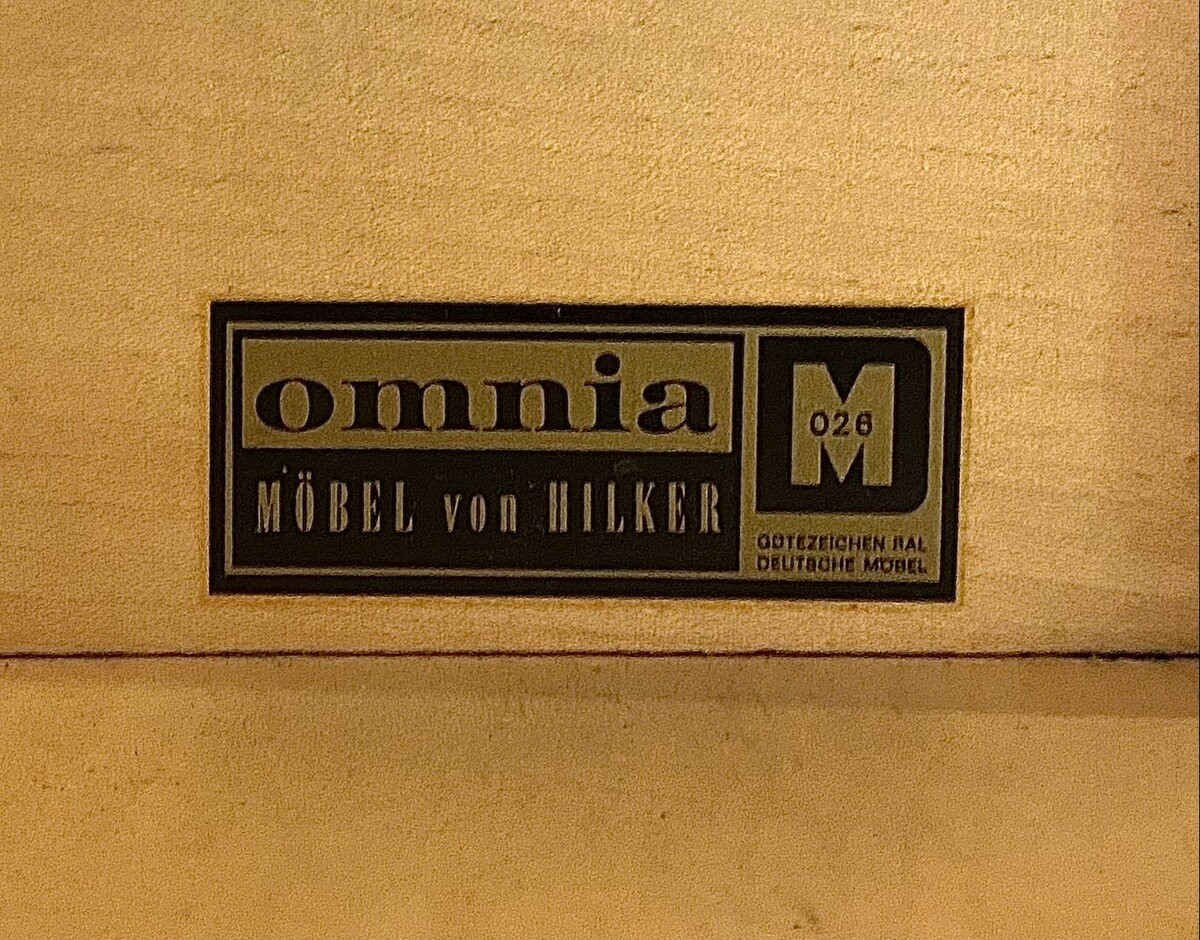 omnia
MÖBEL von HILKER
M
026
GÜTEZEICHEN RAL
DEUTSCHE MÖBEL